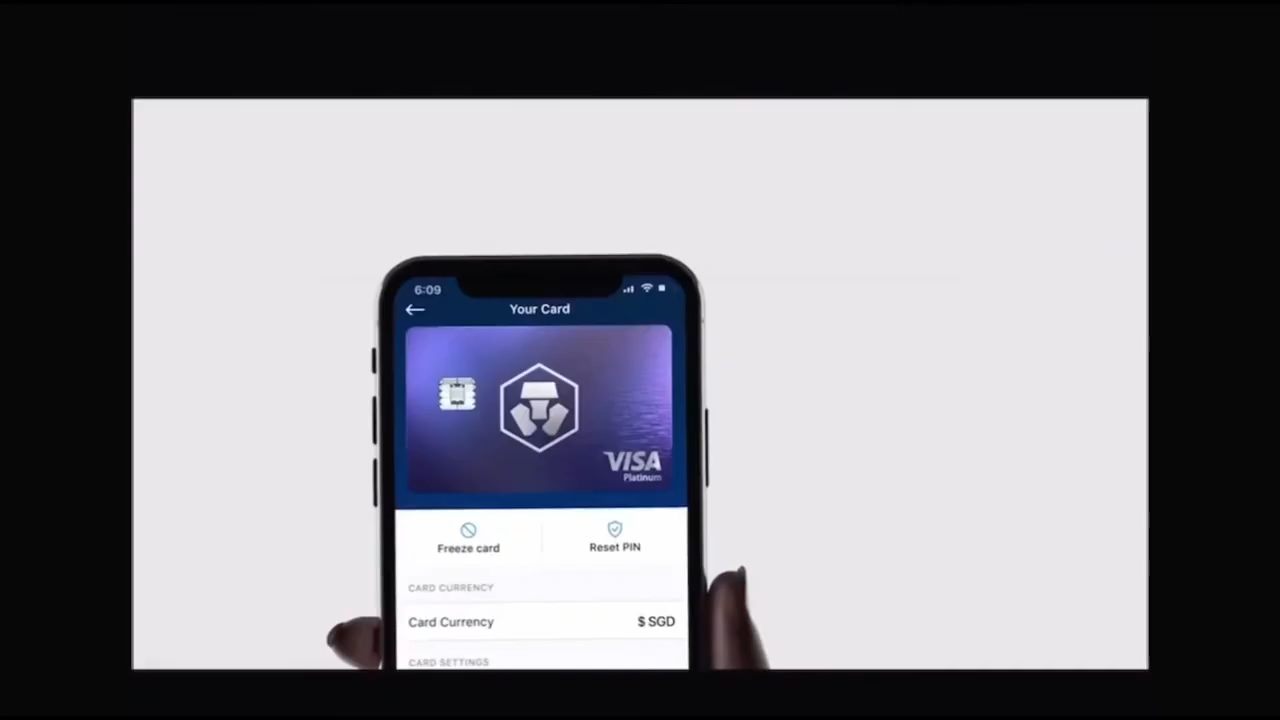 6:09
Your Card
VISA
Platinum
Freeze card
Reset PIN
CARD CURRENCY
Card Currency
$ SGD
CARD SETTINGS